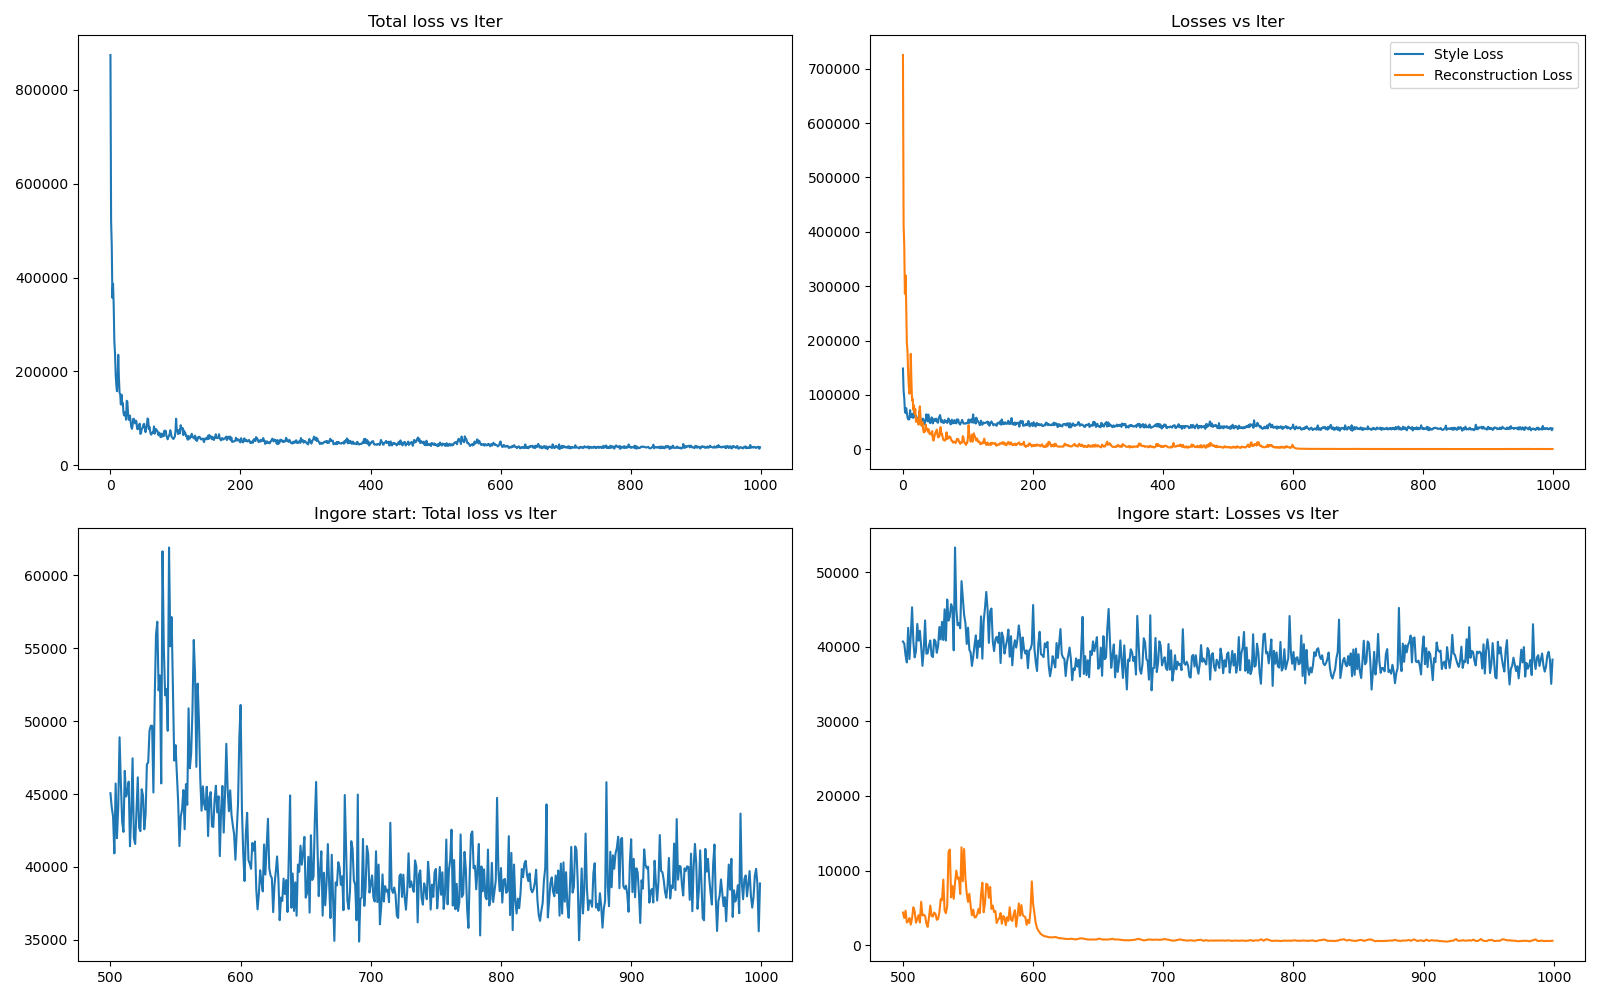 Total loss vs Iter
800000
600000
400000
200000
0
0 200 400 600 800 1000
Losses vs Iter
Style Loss
Reconstruction Loss
700000
600000
500000
400000
300000
200000
100000
0
0 200 400 600 800 1000
Ingore start: Total loss vs Iter
60000
55000
50000
45000
40000
35000
500 600 700 800 900 1000
Ingore start: Losses vs Iter
50000
40000
30000
20000
10000
0
500 600 700 800 900 1000